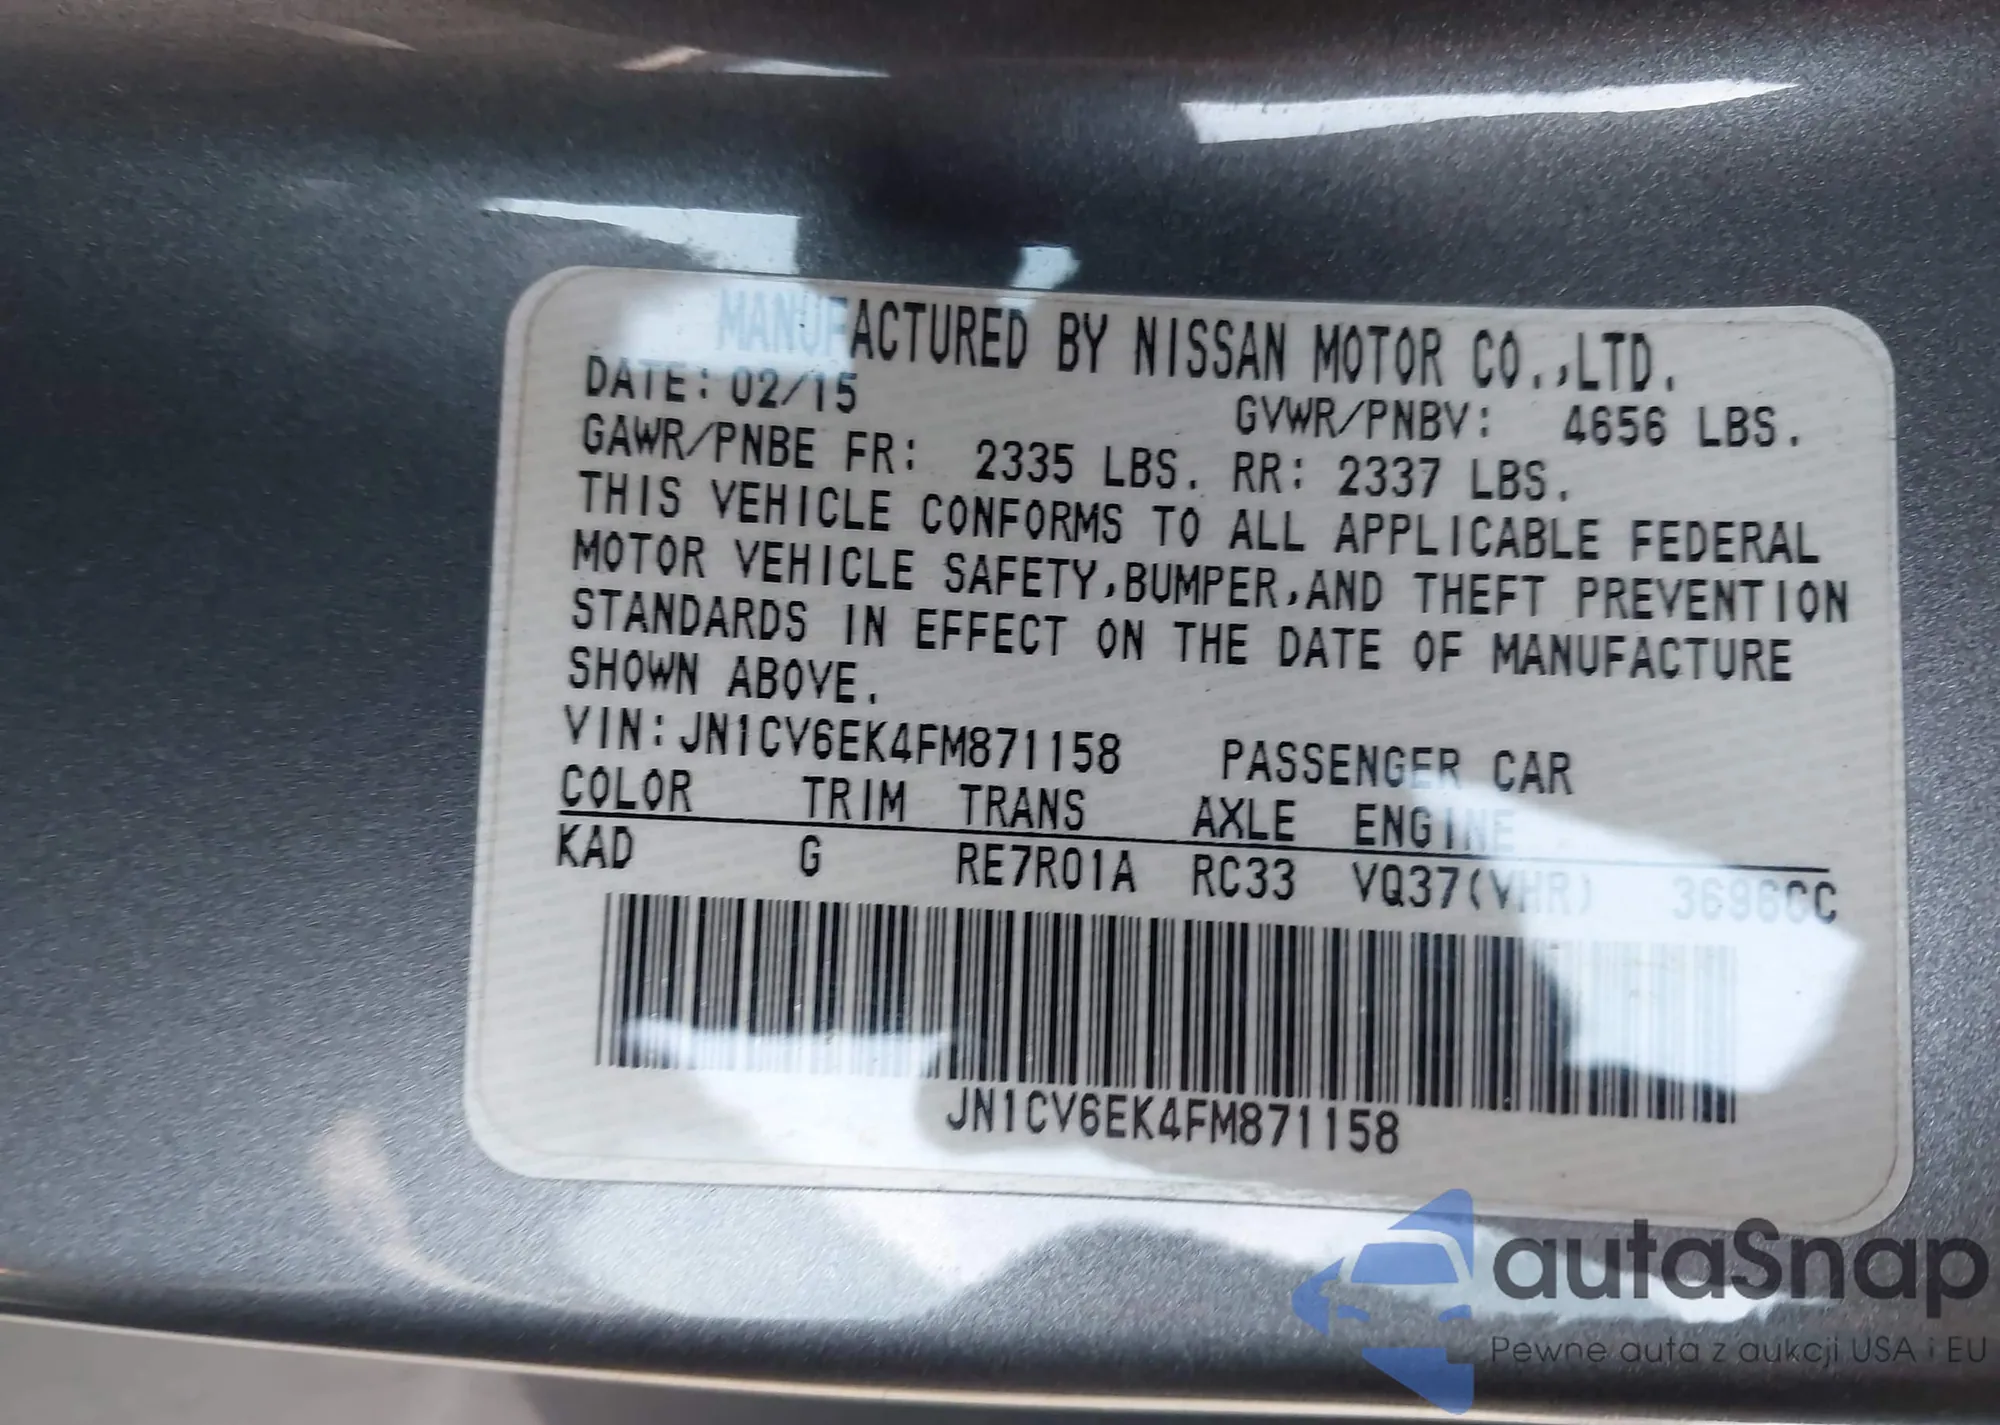 MANUFACTURED BY NISSAN MOTOR CO.,LTD.
DATE: 02/15
GVWR/PNBV: 4656 LBS.
GAWR/PNBE FR: 2335 LBS. RR: 2337 LBS.
THIS VEHICLE CONFORMS TO ALL APPLICABLE FEDERAL
MOTOR VEHICLE SAFETY,BUMPER,AND THEFT PREVENTION
STANDARDS IN EFFECT ON THE DATE OF MANUFACTURE
SHOWN ABOVE.
VIN:JN1CV6EK4FM871158 PASSENGER CAR
COLOR TRIM TRANS AXLE ENGINE
KAD G RE7R01A RC33 VQ37(VHR) 3696CC
JN1CV6EK4FM871158
autaSnap
Pewne auta z aukcji USA i EU